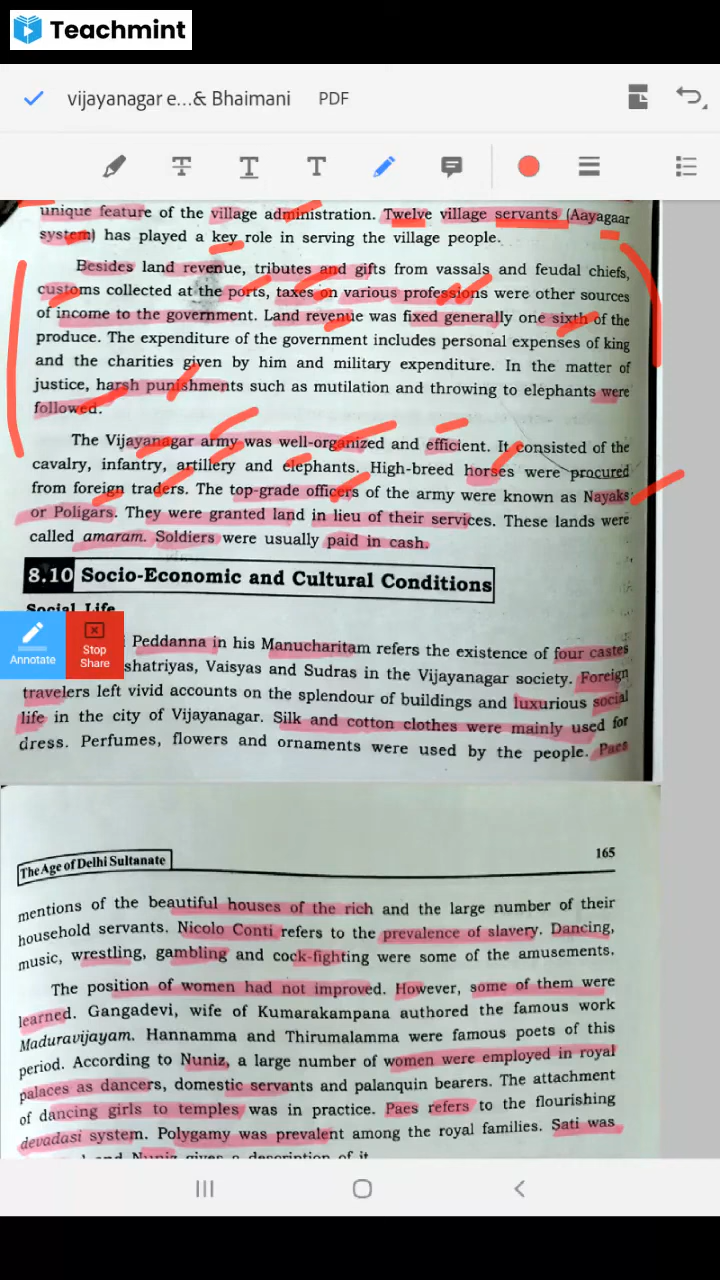 Teachmint
vijayanagar e...& Bhaimani PDF
unique feature of the village administration. Twelve village servants (Aayagaar
system) has played a key role in serving the village people.
Besides land revenue, tributes and gifts from vassals and feudal chiefs,
customs collected at the ports, taxes on various professions were other sources
of income to the government. Land revenue was fixed generally one sixth of the
produce. The expenditure of the government includes personal expenses of king
and the charities given by him and military expenditure. In the matter of
justice, harsh punishments such as mutilation and throwing to elephants were
followed.
The Vijayanagar army was well-organized and efficient. It consisted of the
cavalry, infantry, artillery and elephants. High-breed horses were procured
from foreign traders. The top-grade officers of the army were known as Nayaks
or Poligars. They were granted land in lieu of their services. These lands were
called amaram. Soldiers were usually paid in cash.
8.10 Socio-Economic and Cultural Conditions
Social Life
Peddanna in his Manucharitam refers the existence of four castes
shatriyas, Vaisyas and Sudras in the Vijayanagar society. Foreign
travelers left vivid accounts on the splendour of buildings and luxurious social
life in the city of Vijayanagar. Silk and cotton clothes were mainly used for
dress. Perfumes, flowers and ornaments were used by the people. Paes
Annotate
Stop
Share
The Age of Delhi Sultanate 165
mentions of the beautiful houses of the rich and the large number of their
household servants. Nicolo Conti refers to the prevalence of slavery. Dancing,
music, wrestling, gambling and cock-fighting were some of the amusements.
The position of women had not improved. However, some of them were
learned. Gangadevi, wife of Kumarakampana authored the famous work
Maduravijayam. Hannamma and Thirumalamma were famous poets of this
period. According to Nuniz, a large number of women were employed in royal
palaces as dancers, domestic servants and palanquin bearers. The attachment
of dancing girls to temples was in practice. Paes refers to the flourishing
devadasi system. Polygamy was prevalent among the royal families. Sati was
and Nuniz gives a description of it